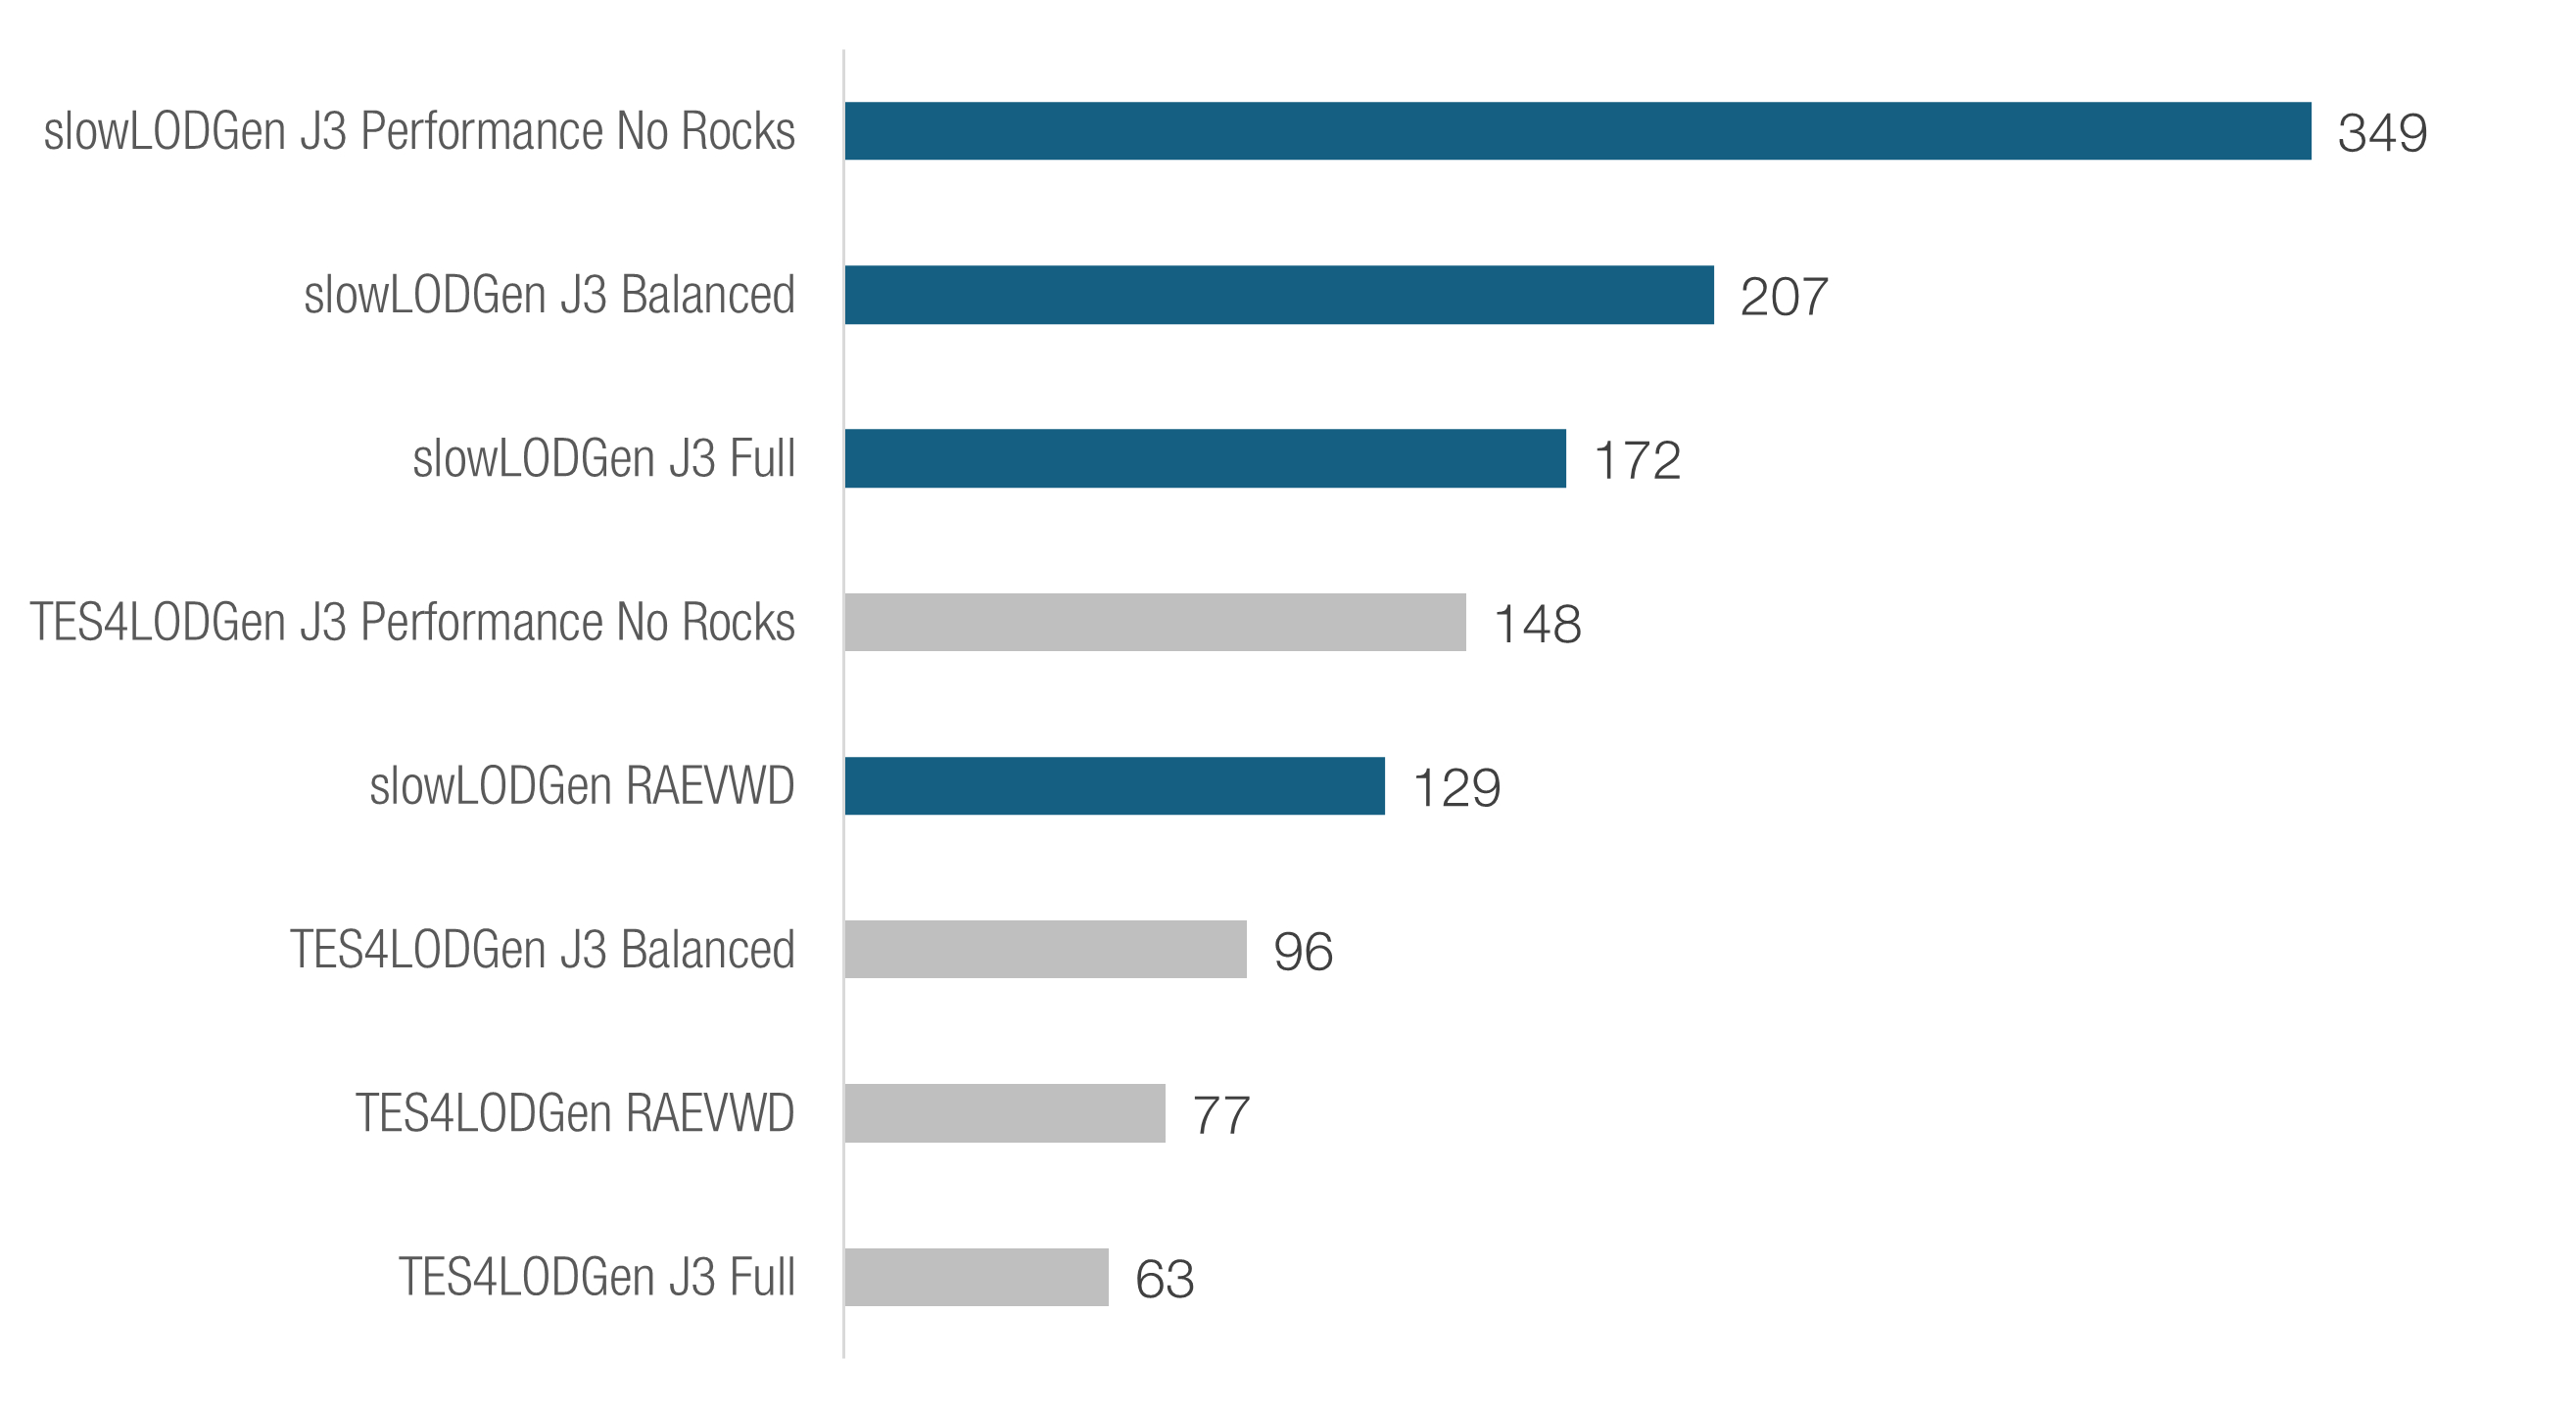 slowLODGen J3 Performance No Rocks 349
slowLODGen J3 Balanced 207
slowLODGen J3 Full 172
TES4LODGen J3 Performance No Rocks 148
slowLODGen RAEVWD 129
TES4LODGen J3 Balanced 96
TES4LODGen RAEVWD 77
TES4LODGen J3 Full 63